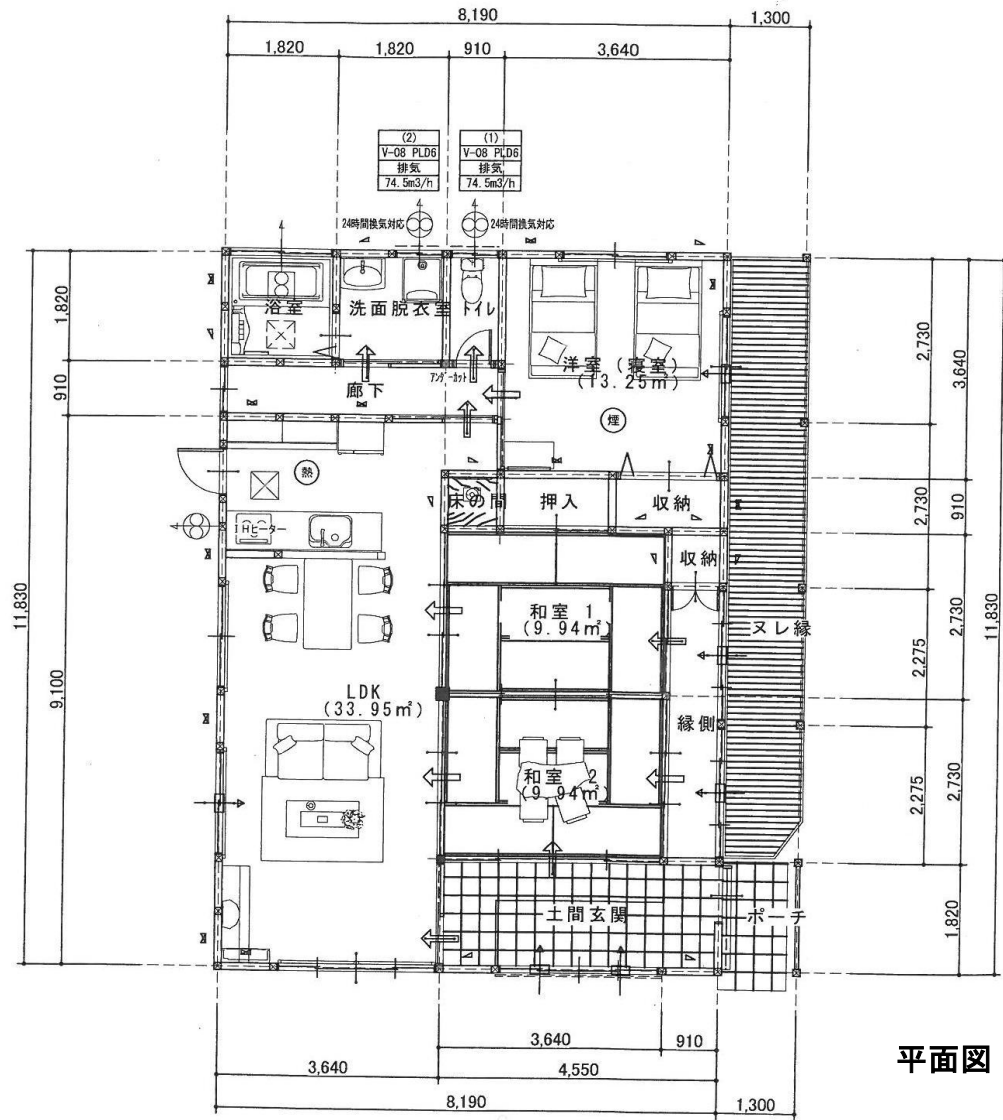 8,190
1,300
1,820
1,820
910
3,640
(2)
V-08 PLD6
排気
74.5m3/h
(1)
V-08 PLD6
排気
74.5m3/h
24時間換気対応
24時間換気対応
浴室
洗面脱衣室
トイレ
洋室(寝室)
(13.25㎡)
廊下
アンダーカット
煙
熱
床の間
押入
収納
IHヒーター
収納
和室 1
(9.94㎡)
ヌレ縁
LDK
(33.95㎡)
縁側
和室 2
(9.94㎡)
土間玄関
ポーチ
11,830
1,820
910
9,100
2,730
2,730
2,275
2,275
3,640
910
2,730
2,730
1,820
11,830
3,640
910
3,640
4,550
8,190
1,300
平面図